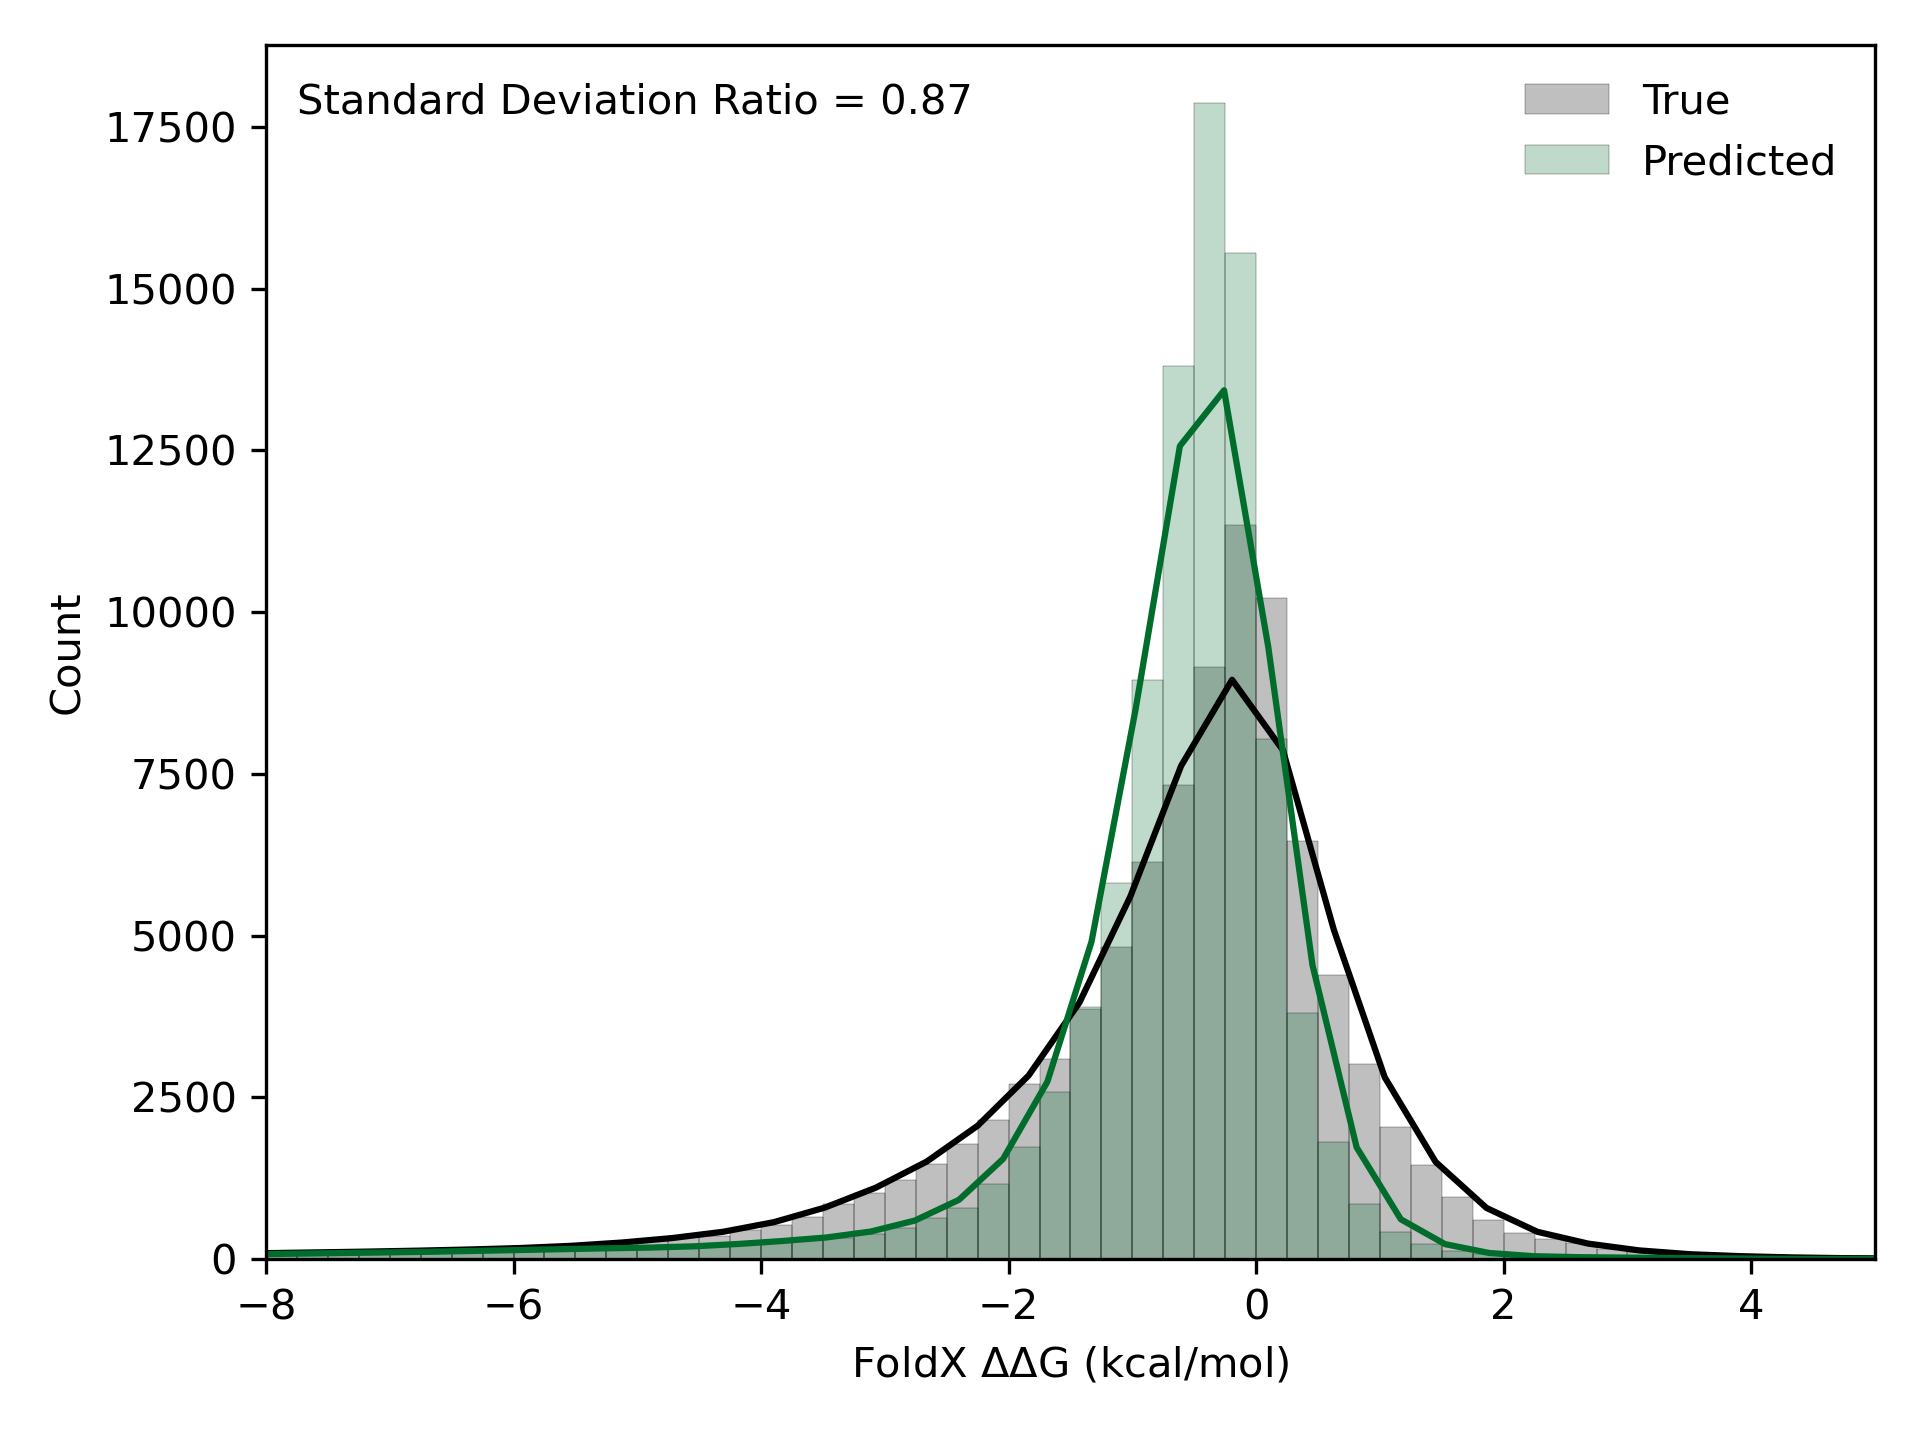 Standard Deviation Ratio = 0.87
True
Predicted
17500
15000
12500
10000
7500
5000
2500
0
Count
−8 −6 −4 −2 0 2 4
FoldX ΔΔG (kcal/mol)